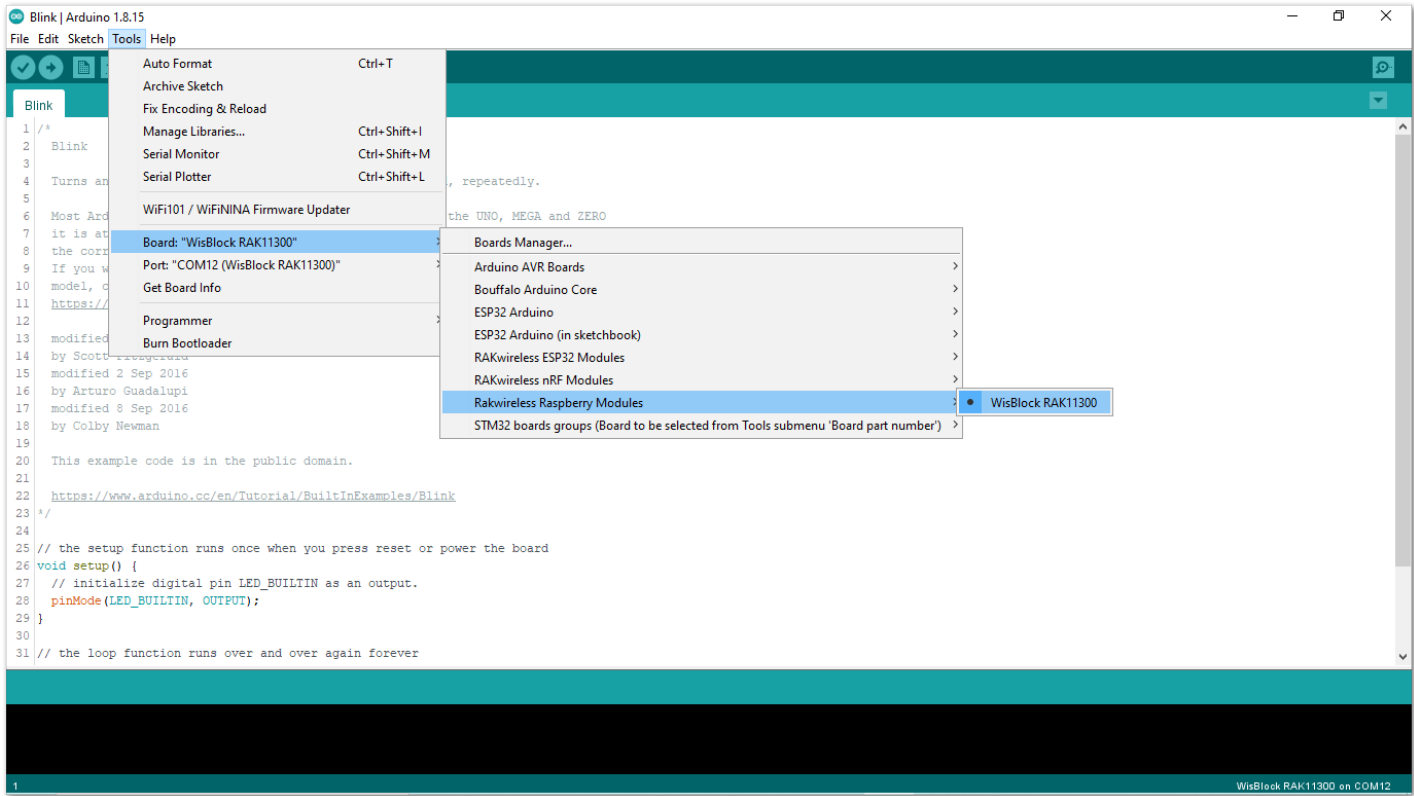 Blink | Arduino 1.8.15
File Edit Sketch Tools Help
Auto Format Ctrl+T
Archive Sketch
Fix Encoding & Reload
Manage Libraries... Ctrl+Shift+I
Serial Monitor Ctrl+Shift+M
Serial Plotter Ctrl+Shift+L
WiFi101 / WiFiNINA Firmware Updater
Board: "WisBlock RAK11300"
Port: "COM12 (WisBlock RAK11300)"
Get Board Info
Programmer
Burn Bootloader
Boards Manager...
Arduino AVR Boards
Bouffalo Arduino Core
ESP32 Arduino
ESP32 Arduino (in sketchbook)
RAKwireless ESP32 Modules
RAKwireless nRF Modules
Rakwireless Raspberry Modules
STM32 boards groups (Board to be selected from Tools submenu 'Board part number')
WisBlock RAK11300
Blink
1 /*
2 Blink
3
4 Turns an , repeatedly.
5
6 Most Ard the UNO, MEGA and ZERO
7 it is at
8 the corr
9 If you w
10 model, c
11 https://
12
13 modified
14 by Scott
15 modified 2 Sep 2016
16 by Arturo Guadalupi
17 modified 8 Sep 2016
18 by Colby Newman
19
20 This example code is in the public domain.
21
22 https://www.arduino.cc/en/Tutorial/BuiltInExamples/Blink
23 */
24
25 // the setup function runs once when you press reset or power the board
26 void setup() {
27 // initialize digital pin LED_BUILTIN as an output.
28 pinMode(LED_BUILTIN, OUTPUT);
29 }
30
31 // the loop function runs over and over again forever
1 WisBlock RAK11300 on COM12